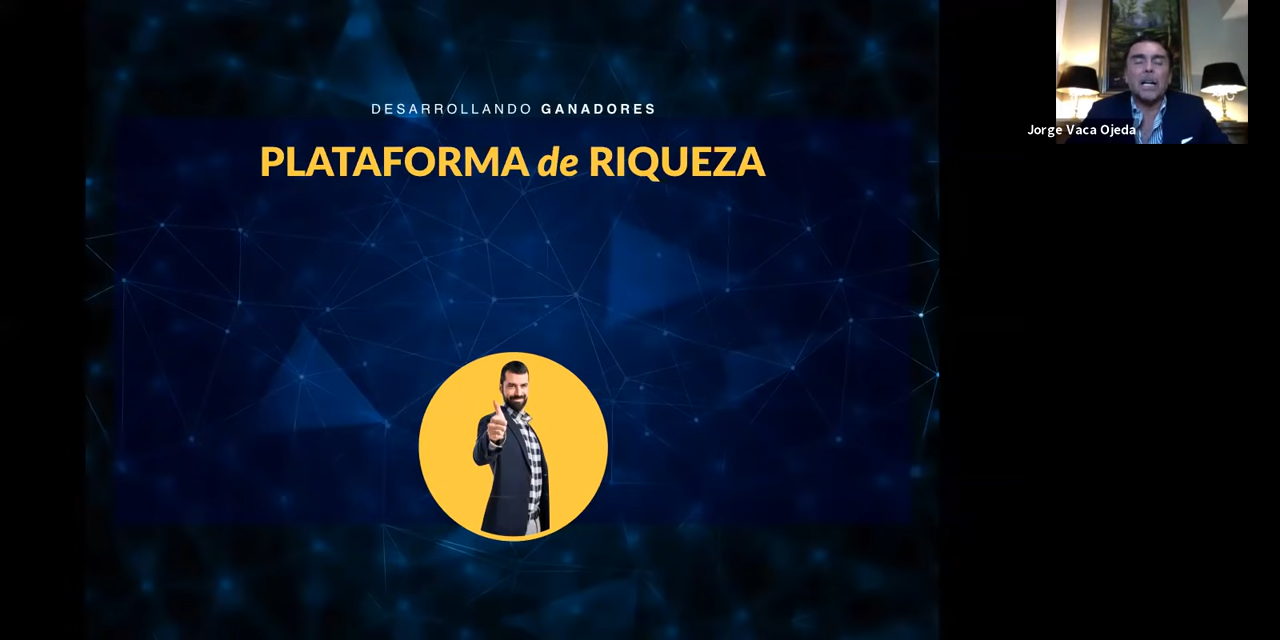 DESARROLLANDO GANADORES
PLATAFORMA de RIQUEZA
Jorge Vaca Ojeda